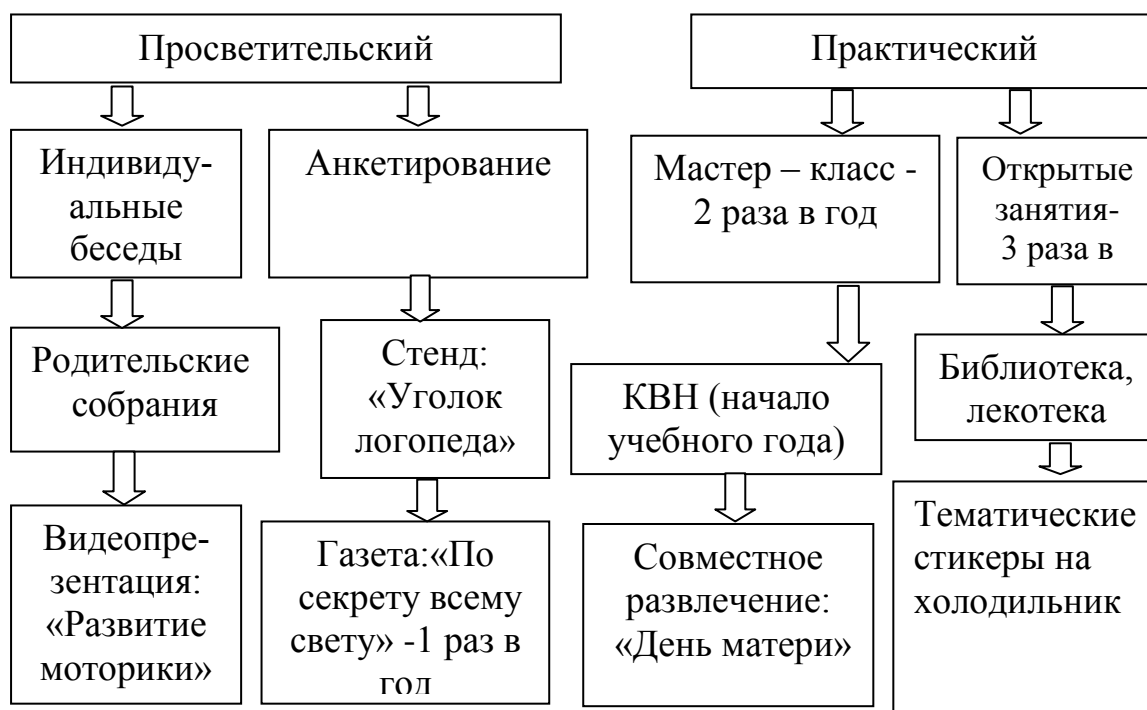 Просветительский
Практический
Индивиду-
альные
беседы
Анкетирование
Мастер – класс -
2 раза в год
Открытые
занятия-
3 раза в
Родительские
собрания
Стенд:
«Уголок
логопеда»
КВН (начало
учебного года)
Библиотека,
лекотека
Видеопре-
зентация:
«Развитие
моторики»
Газета:«По
секрету всему
свету» -1 раз в
год
Совместное
развлечение:
«День матери»
Тематические
стикеры на
холодильник